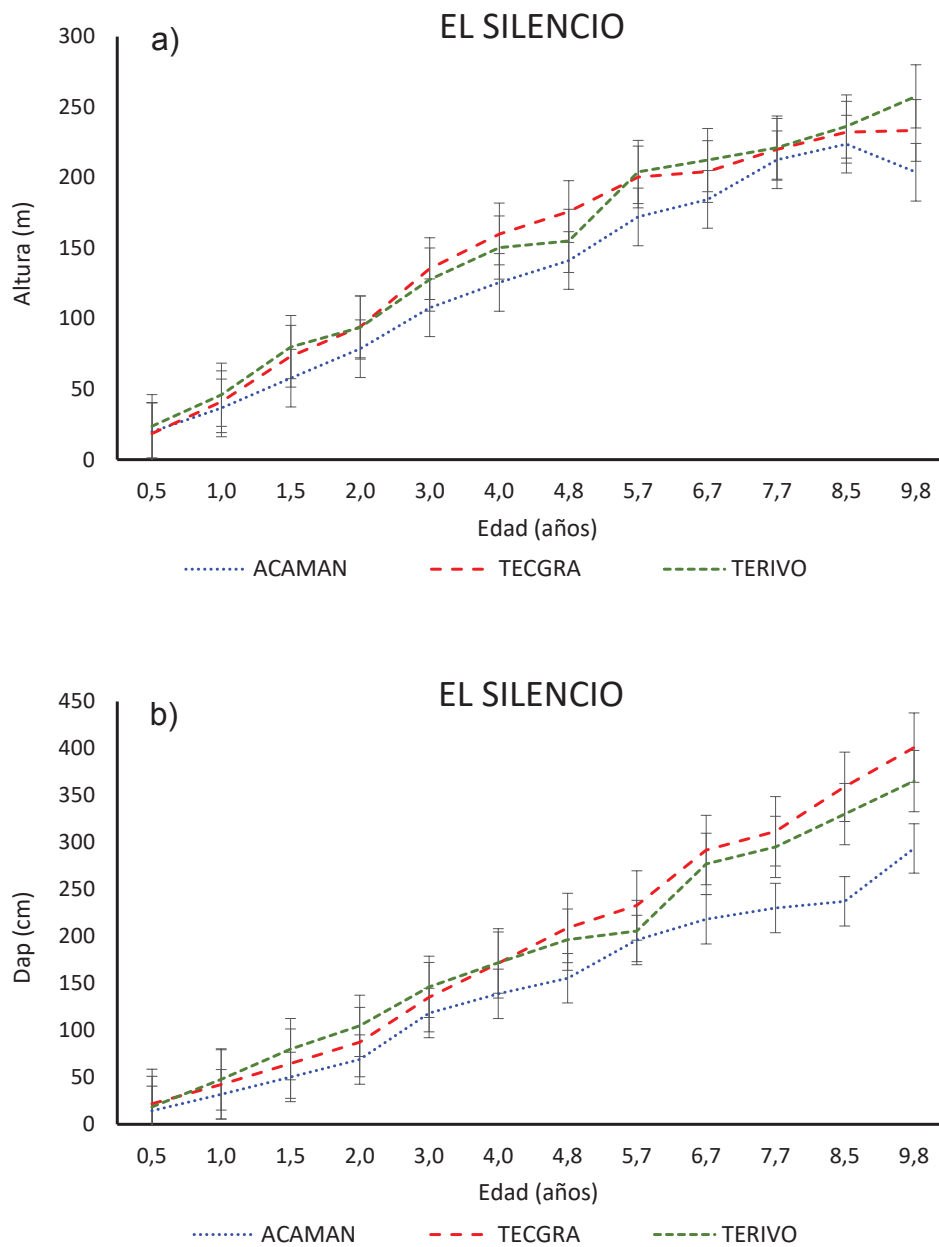 EL SILENCIO
a)
300
250
200
150
100
50
0
Altura (m)
0,5 1,0 1,5 2,0 3,0 4,0 4,8 5,7 6,7 7,7 8,5 9,8
Edad (años)
ACAMAN TECGRA TERIVO
EL SILENCIO
b)
450
400
350
300
250
200
150
100
50
0
Dap (cm)
0,5 1,0 1,5 2,0 3,0 4,0 4,8 5,7 6,7 7,7 8,5 9,8
Edad (años)
ACAMAN TECGRA TERIVO